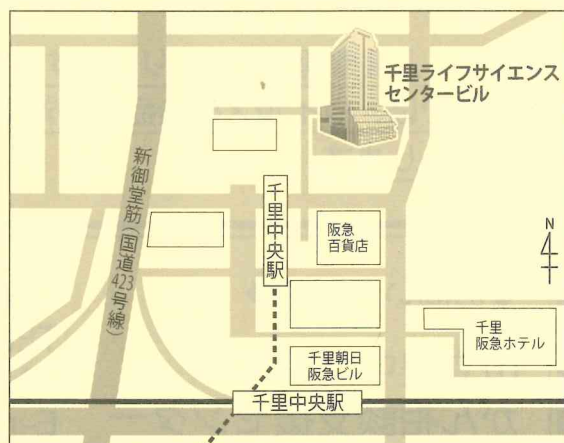 千里ライフサイエンス
センタービル
新御堂筋(国道423号線)
千里中央駅
阪急
百貨店
N
千里
阪急ホテル
千里朝日
阪急ビル
千里中央駅